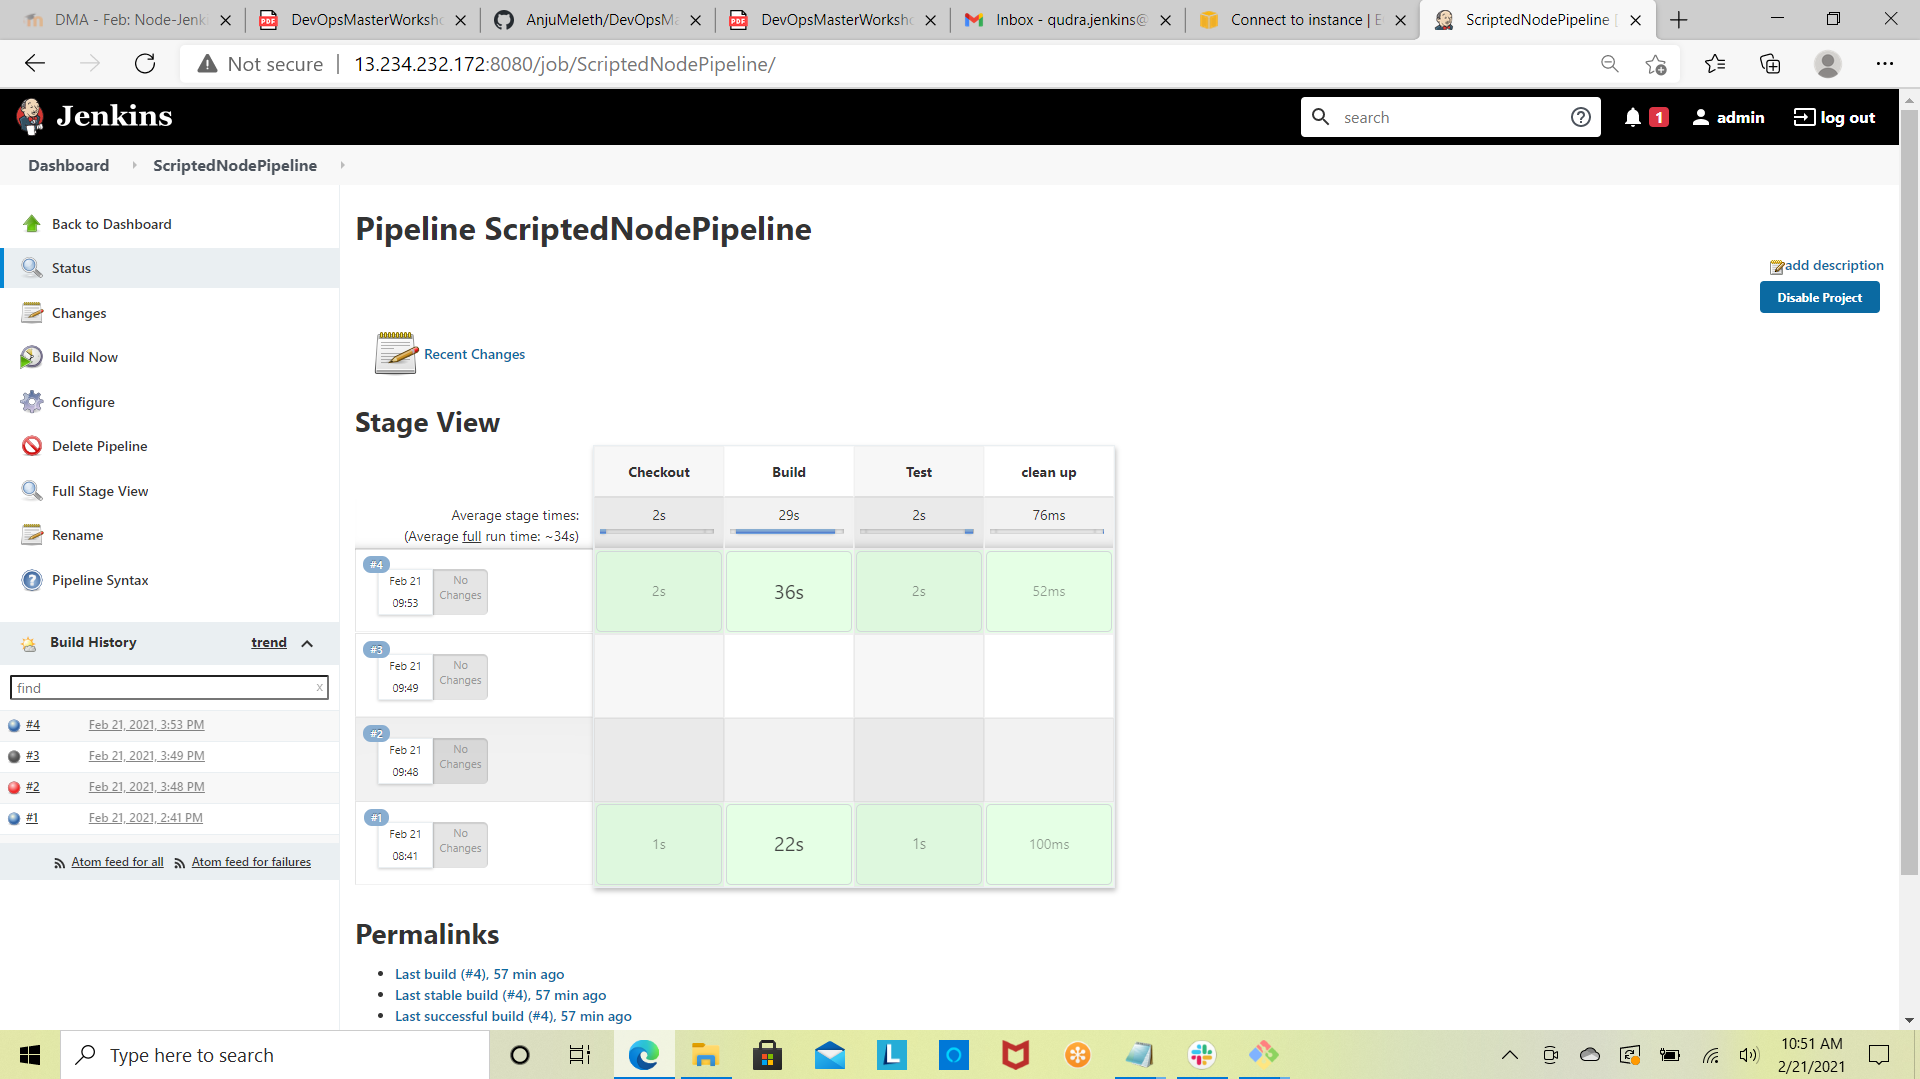 DMA - Feb: Node-Jenk
DevOpsMasterWorksho
AnjuMeleth/DevOpsMa
DevOpsMasterWorksho
Inbox - qudra.jenkins@
Connect to instance | E
ScriptedNodePipeline [
Not secure | 13.234.232.172:8080/job/ScriptedNodePipeline/
Jenkins
search
1
admin
log out
Dashboard
ScriptedNodePipeline
Back to Dashboard
Status
Changes
Build Now
Configure
Delete Pipeline
Full Stage View
Rename
Pipeline Syntax
Build History
trend
find
x
#4 Feb 21, 2021, 3:53 PM
#3 Feb 21, 2021, 3:49 PM
#2 Feb 21, 2021, 3:48 PM
#1 Feb 21, 2021, 2:41 PM
Atom feed for all
Atom feed for failures
Pipeline ScriptedNodePipeline
add description
Disable Project
Recent Changes
Stage View
Checkout Build Test clean up
Average stage times: 2s 29s 2s 76ms
(Average full run time: ~34s)
#4
Feb 21
09:53
No
Changes
2s 36s 2s 52ms
#3
Feb 21
09:49
No
Changes
#2
Feb 21
09:48
No
Changes
#1
Feb 21
08:41
No
Changes
1s 22s 1s 100ms
Permalinks
Last build (#4), 57 min ago
Last stable build (#4), 57 min ago
Last successful build (#4), 57 min ago
Type here to search
L
10:51 AM
2/21/2021